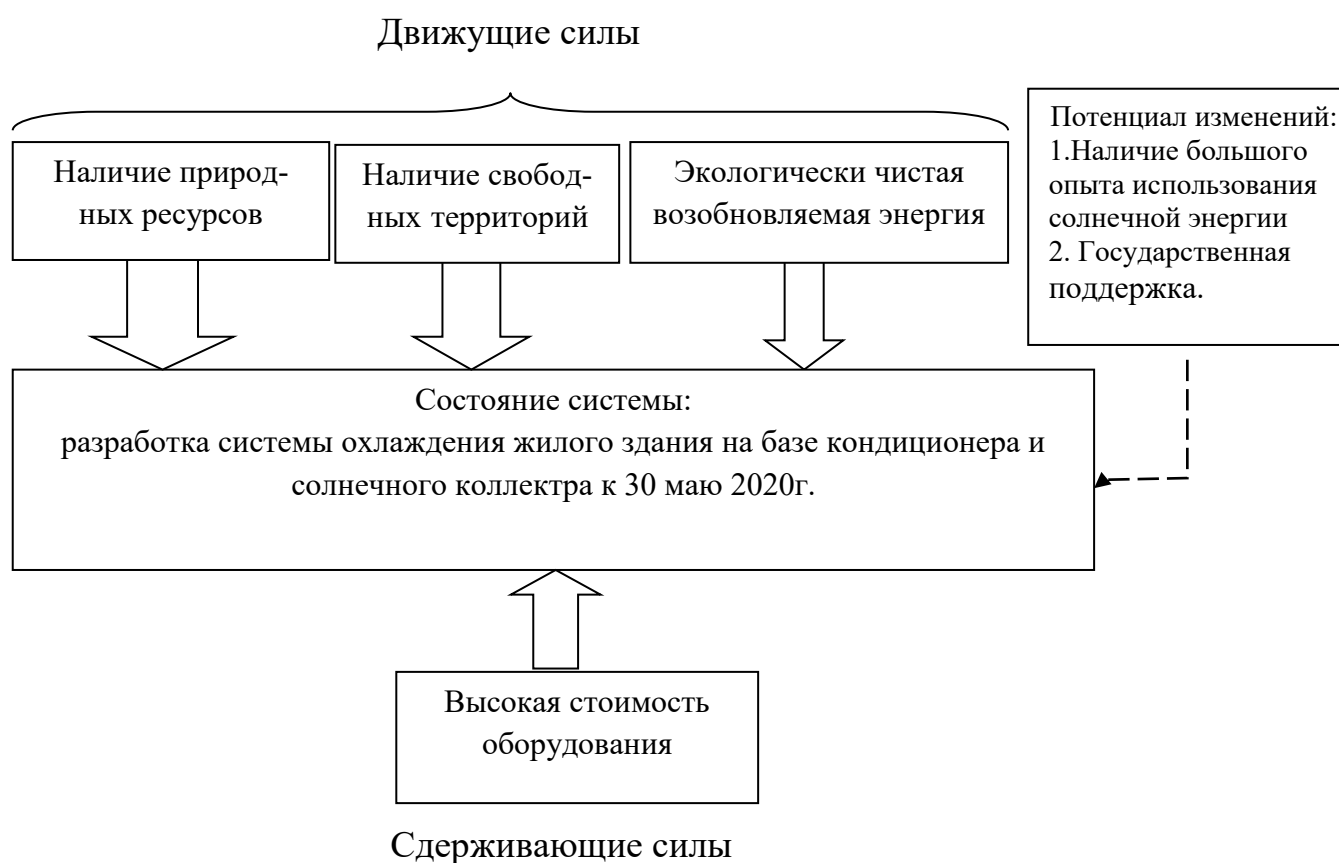 Движущие силы
Наличие природ-
ных ресурсов
Наличие свобод-
ных территорий
Экологически чистая
возобновляемая энергия
Потенциал изменений:
1.Наличие большого
опыта использования
солнечной энергии
2. Государственная
поддержка.
Состояние системы:
разработка системы охлаждения жилого здания на базе кондиционера и
солнечного коллектра к 30 маю 2020г.
Высокая стоимость
оборудования
Сдерживающие силы